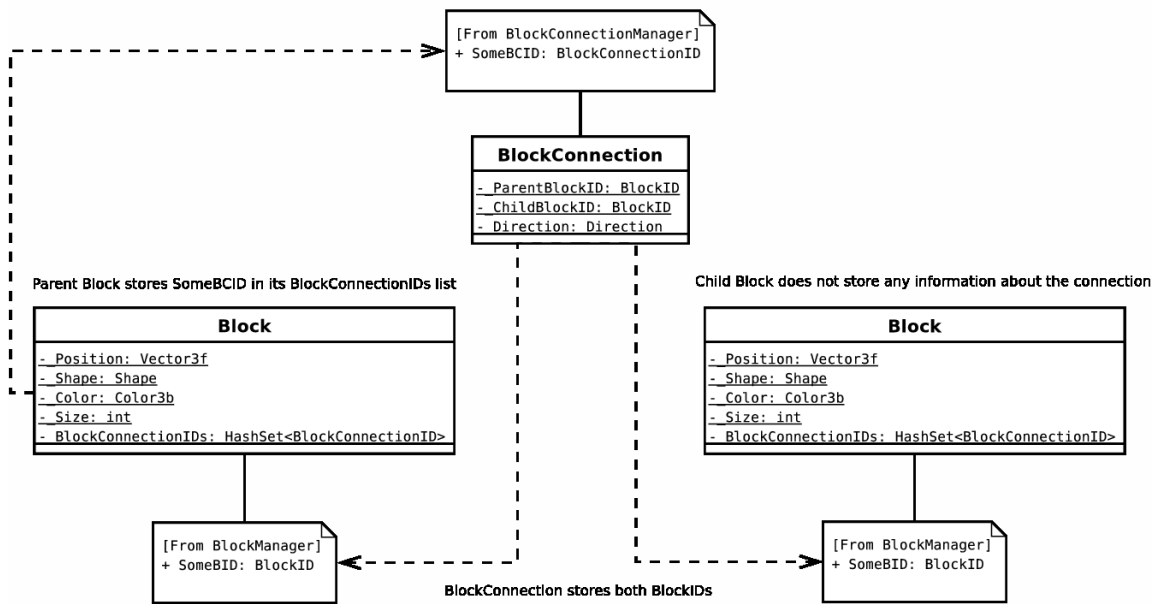 [From BlockConnectionManager]
+ SomeBCID: BlockConnectionID
BlockConnection
-_ParentBlockID: BlockID
-_ChildBlockID: BlockID
-_Direction: Direction
Parent Block stores SomeBCID in its BlockConnectionIDs list
Child Block does not store any information about the connection
Block
-_Position: Vector3f
-_Shape: Shape
-_Color: Color3b
-_Size: int
-_BlockConnectionIDs: HashSet<BlockConnectionID>
Block
-_Position: Vector3f
-_Shape: Shape
-_Color: Color3b
-_Size: int
-_BlockConnectionIDs: HashSet<BlockConnectionID>
[From BlockManager]
+ SomeBID: BlockID
[From BlockManager]
+ SomeBID: BlockID
BlockConnection stores both BlockIDs